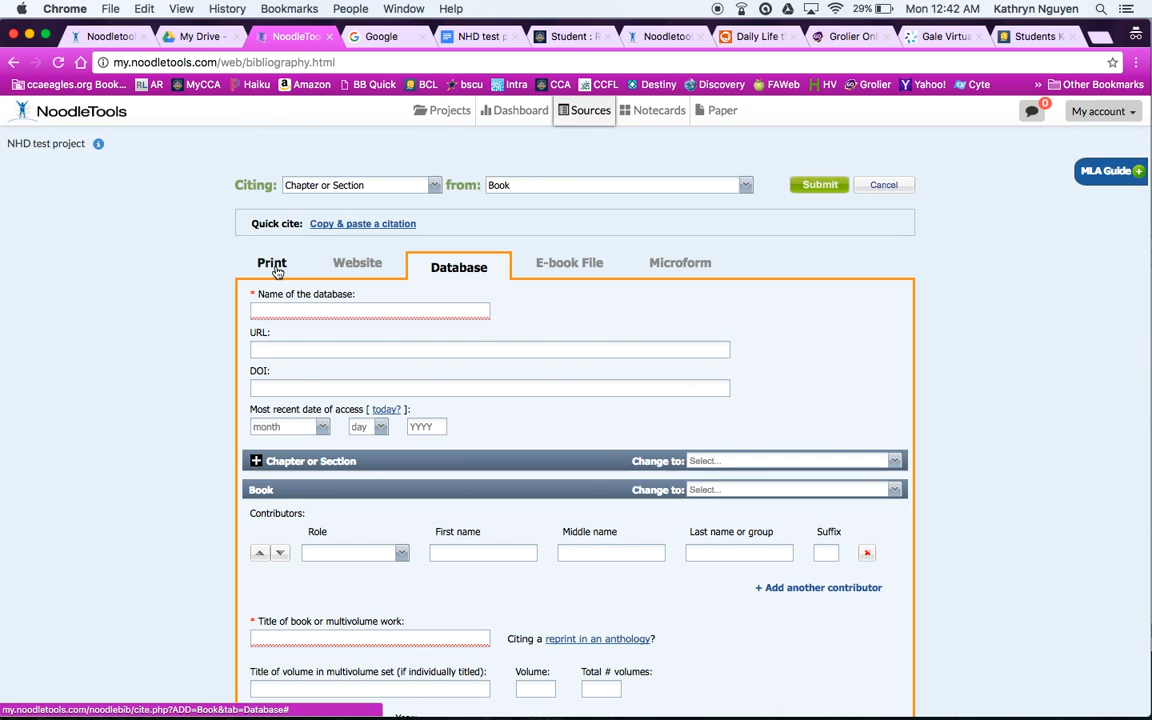 Chrome File Edit View History Bookmarks People Window Help 29% Mon 12:42 AM Kathryn Nguyen
Noodletool My Drive - NoodleToo Google NHD test p Student : R Noodletool Daily Life t Grolier Onl Gale Virtua Students K
my.noodletools.com/web/bibliography.html
ccaeagles.org Book... AR MyCCA Haiku Amazon BB Quick BCL bscu Intra CCA CCFL Destiny Discovery FAWeb HV Grolier Yahoo! Cyte » Other Bookmarks
NoodleTools Projects Dashboard Sources Notecards Paper 0 My account
NHD test project
MLA Guide
Citing: Chapter or Section from: Book Submit Cancel
Quick cite: Copy & paste a citation
Print Website Database E-book File Microform
* Name of the database:
URL:
DOI:
Most recent date of access [ today? ]:
month day YYYY
Chapter or Section Change to: Select...
Book Change to: Select...
Contributors:
Role First name Middle name Last name or group Suffix
+ Add another contributor
* Title of book or multivolume work:
Citing a reprint in an anthology?
Title of volume in multivolume set (if individually titled): Volume: Total # volumes:
my.noodletools.com/noodlebib/cite.php?ADD=Book&tab=Database#